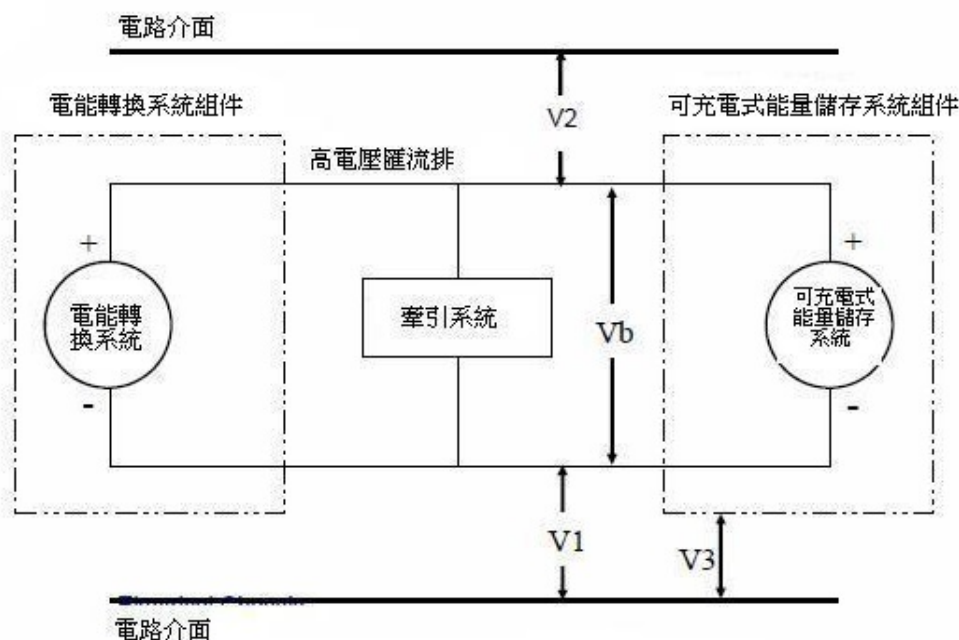 電路介面
V2
電能轉換系統組件
可充電式能量儲存系統組件
高電壓匯流排
+
+
電能轉
換系統
牽引系統
Vb
可充電式
能量儲存
系統
-
-
V1
V3
電路介面